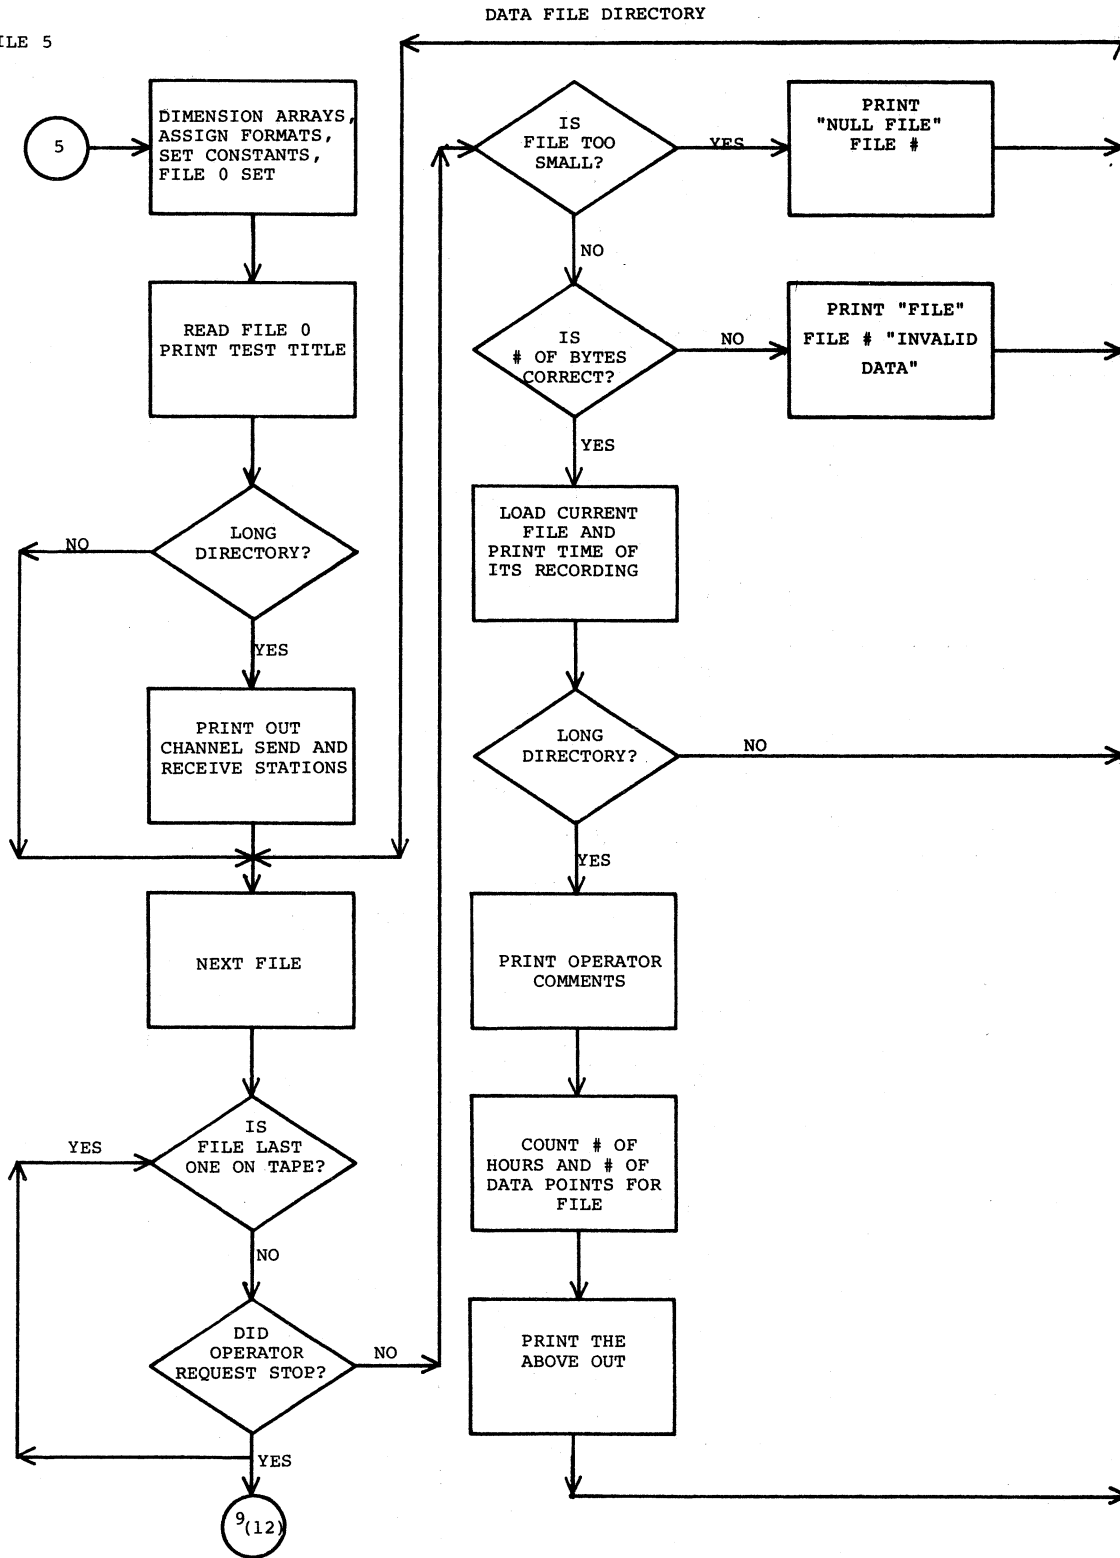 DATA FILE DIRECTORY
ILE 5
5
DIMENSION ARRAYS,
ASSIGN FORMATS,
SET CONSTANTS,
FILE 0 SET
READ FILE 0
PRINT TEST TITLE
LONG
DIRECTORY?
NO
YES
PRINT OUT
CHANNEL SEND AND
RECEIVE STATIONS
NEXT FILE
IS
FILE LAST
ONE ON TAPE?
YES
NO
DID
OPERATOR
REQUEST STOP?
NO
YES
9(12)
IS
FILE TOO
SMALL?
YES
PRINT
"NULL FILE"
FILE #
NO
IS
# OF BYTES
CORRECT?
NO
PRINT "FILE"
FILE # "INVALID
DATA"
YES
LOAD CURRENT
FILE AND
PRINT TIME OF
ITS RECORDING
LONG
DIRECTORY?
NO
YES
PRINT OPERATOR
COMMENTS
COUNT # OF
HOURS AND # OF
DATA POINTS FOR
FILE
PRINT THE
ABOVE OUT